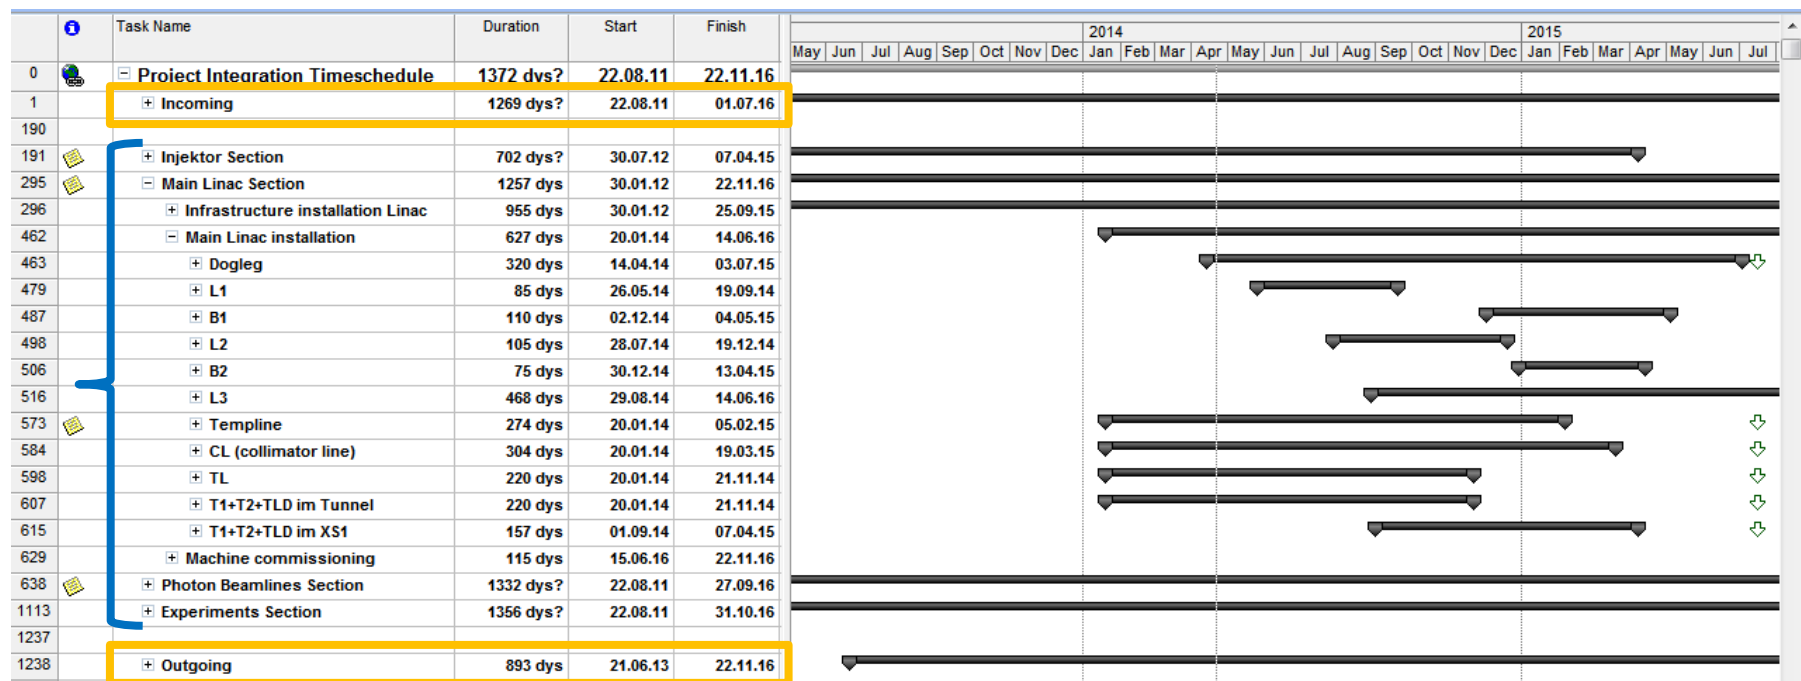 Task Name Duration Start Finish 2014 2015
May Jun Jul Aug Sep Oct Nov Dec Jan Feb Mar Apr May Jun Jul Aug Sep Oct Nov Dec Jan Feb Mar Apr May Jun Jul
0 Project Integration Timeschedule 1372 dys? 22.08.11 22.11.16
1 Incoming 1269 dys? 22.08.11 01.07.16
190
191 Injektor Section 702 dys? 30.07.12 07.04.15
295 Main Linac Section 1257 dys 30.01.12 22.11.16
296 Infrastructure installation Linac 955 dys 30.01.12 25.09.15
462 Main Linac installation 627 dys 20.01.14 14.06.16
463 Dogleg 320 dys 14.04.14 03.07.15
479 L1 85 dys 26.05.14 19.09.14
487 B1 110 dys 02.12.14 04.05.15
498 L2 105 dys 28.07.14 19.12.14
506 B2 75 dys 30.12.14 13.04.15
516 L3 468 dys 29.08.14 14.06.16
573 Templine 274 dys 20.01.14 05.02.15
584 CL (collimator line) 304 dys 20.01.14 19.03.15
598 TL 220 dys 20.01.14 21.11.14
607 T1+T2+TLD im Tunnel 220 dys 20.01.14 21.11.14
615 T1+T2+TLD im XS1 157 dys 01.09.14 07.04.15
629 Machine commissioning 115 dys 15.06.16 22.11.16
638 Photon Beamlines Section 1332 dys? 22.08.11 27.09.16
1113 Experiments Section 1356 dys? 22.08.11 31.10.16
1237
1238 Outgoing 893 dys 21.06.13 22.11.16